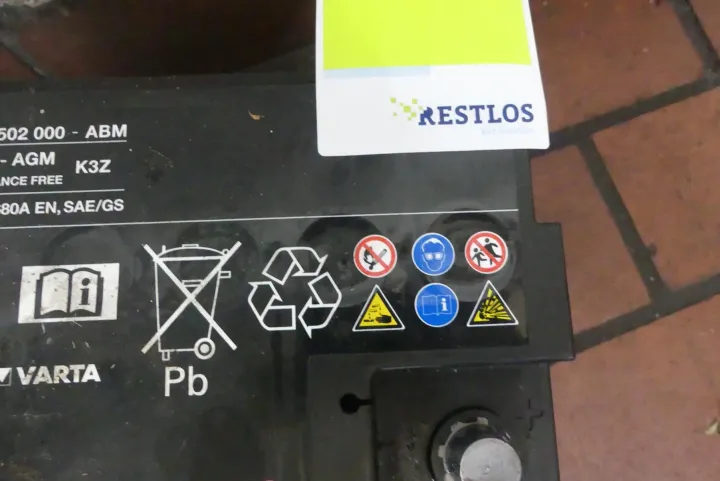 RESTLOS
502 000 - ABM
- AGM K3Z
ANCE FREE
80A EN, SAE/GS
i
i
VARTA
Pb
+